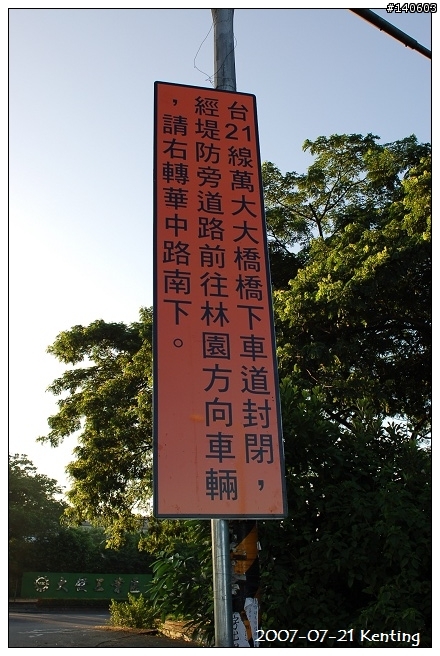 #140603
台21線萬大大橋橋下車道封閉，
經堤防旁道路前往林園方向車輛
，請右轉華中路南下。
2007-07-21 Kenting